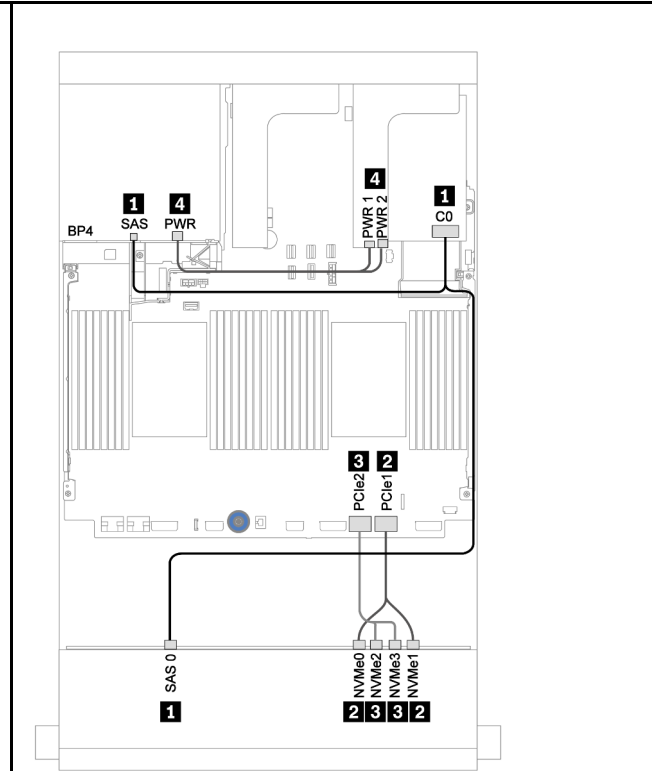 4
1
1
4
PWR 1
PWR 2
C0
SAS
PWR
BP4
3
2
PCIe2
PCIe1
SAS 0
NVMe0
NVMe2
NVMe3
NVMe1
1
2
3
3
2